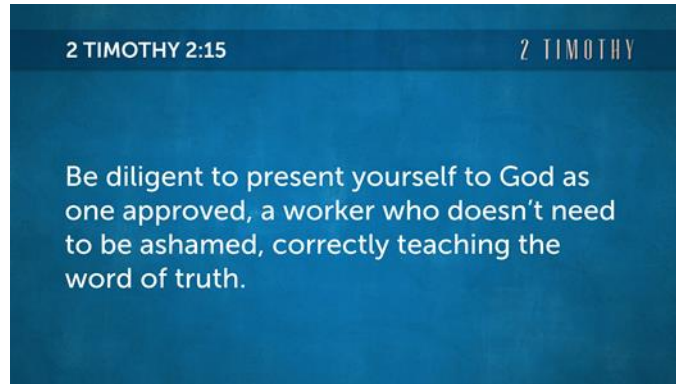 2 TIMOTHY 2:15
2 TIMOTHY
Be diligent to present yourself to God as
one approved, a worker who doesn’t need
to be ashamed, correctly teaching the
word of truth.